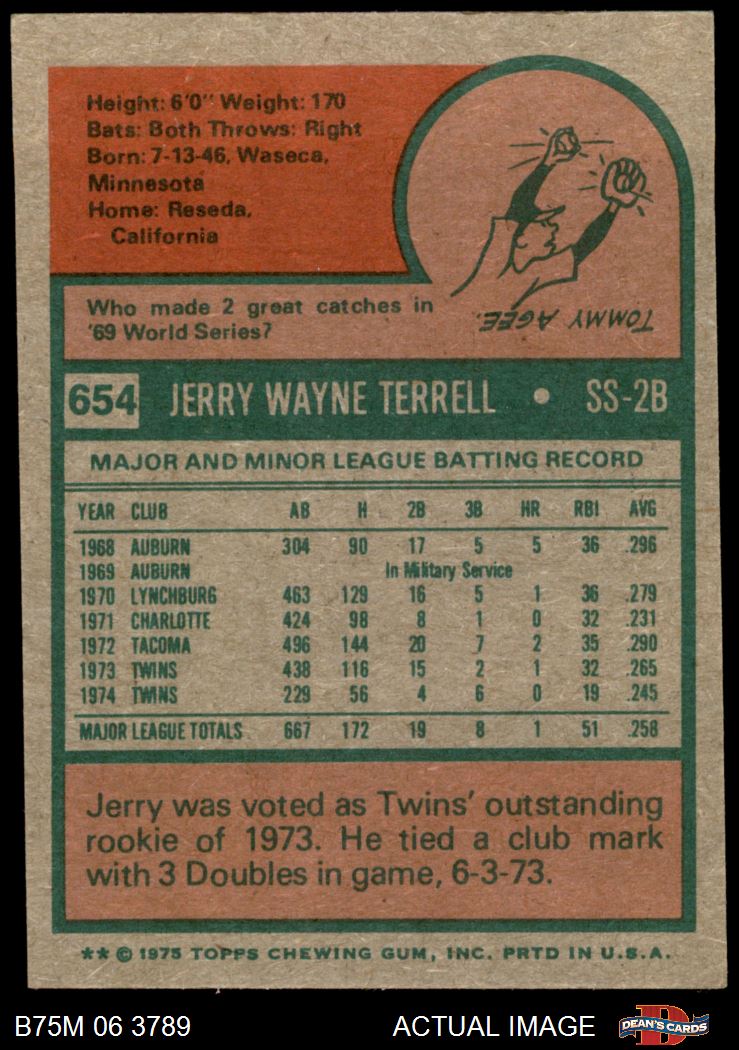 Height: 6'0" Weight: 170
Bats: Both Throws: Right
Born: 7-13-46, Waseca,
Minnesota
Home: Reseda,
California
Who made 2 great catches in
'69 World Series?
TOMMY AGEE.
654 JERRY WAYNE TERRELL • SS-2B
MAJOR AND MINOR LEAGUE BATTING RECORD
YEAR CLUB AB H 2B 3B HR RBI AVG
1968 AUBURN 304 90 17 5 5 36 .296
1969 AUBURN In Military Service
1970 LYNCHBURG 463 129 16 5 1 36 .279
1971 CHARLOTTE 424 98 8 1 0 32 .231
1972 TACOMA 496 144 20 7 2 35 .290
1973 TWINS 438 116 15 2 1 32 .265
1974 TWINS 229 56 4 6 0 19 .245
MAJOR LEAGUE TOTALS 667 172 19 8 1 51 .258
Jerry was voted as Twins' outstanding
rookie of 1973. He tied a club mark
with 3 Doubles in game, 6-3-73.
** © 1975 TOPPS CHEWING GUM, INC. PRTD IN U.S.A.
B75M 06 3789 ACTUAL IMAGE D DEAN'S CARDS